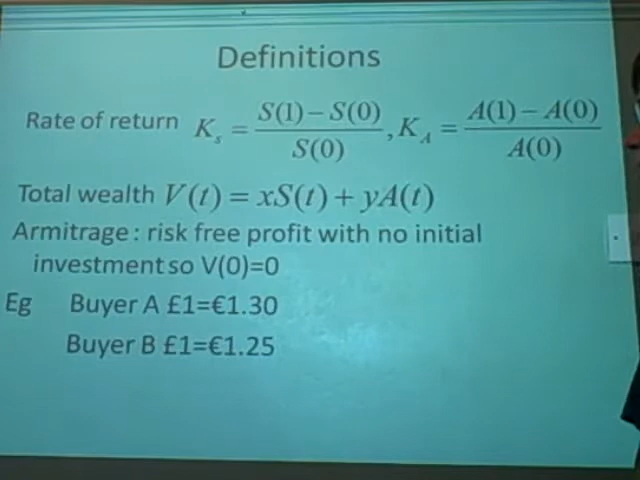 Definitions
Rate of return K_s = (S(1) − S(0)) / S(0) , K_A = (A(1) − A(0)) / A(0)
Total wealth V(t) = xS(t) + yA(t)
Armitrage : risk free profit with no initial
investment so V(0)=0
Eg Buyer A £1=€1.30
Buyer B £1=€1.25